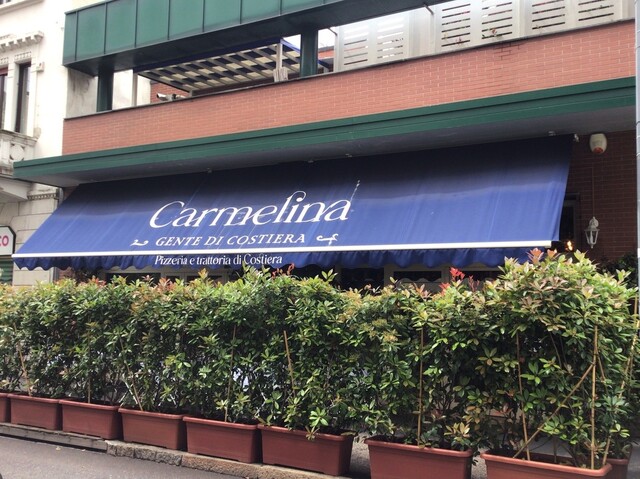 Carmelina
GENTE DI COSTIERA
Pizzeria e trattoria di Costiera